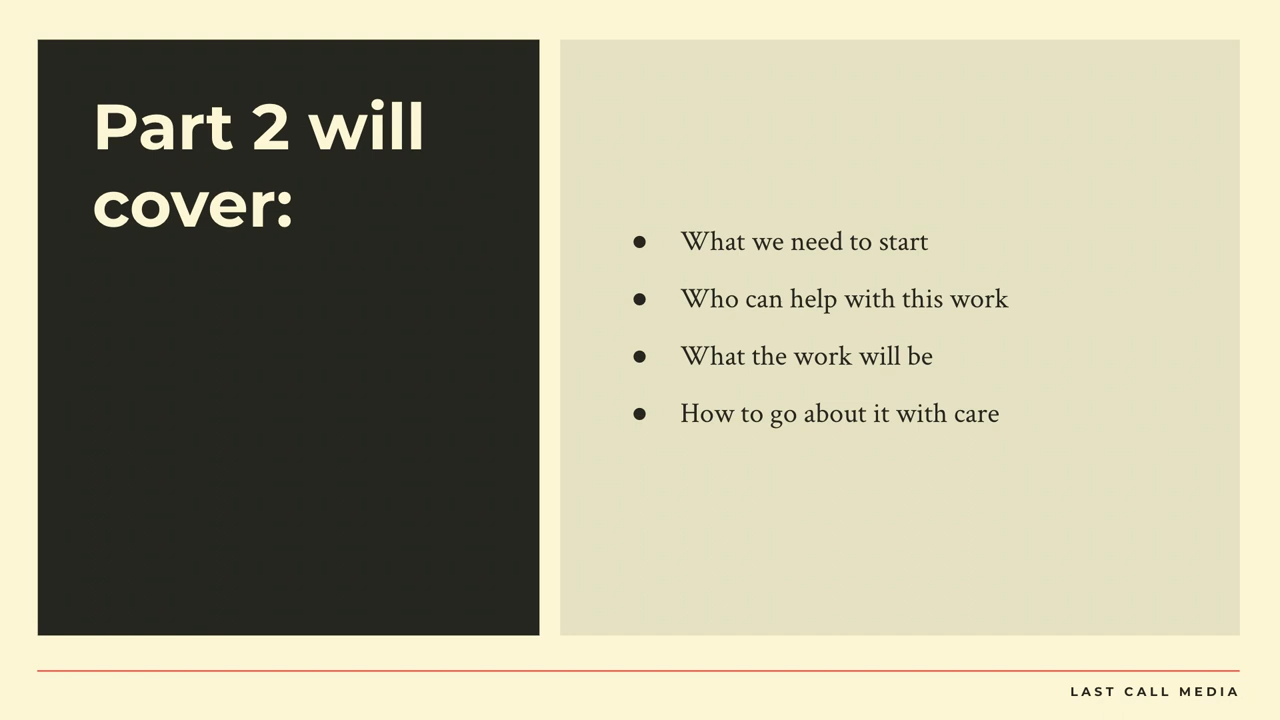 Part 2 will
cover:
● What we need to start
● Who can help with this work
● What the work will be
● How to go about it with care
LAST CALL MEDIA